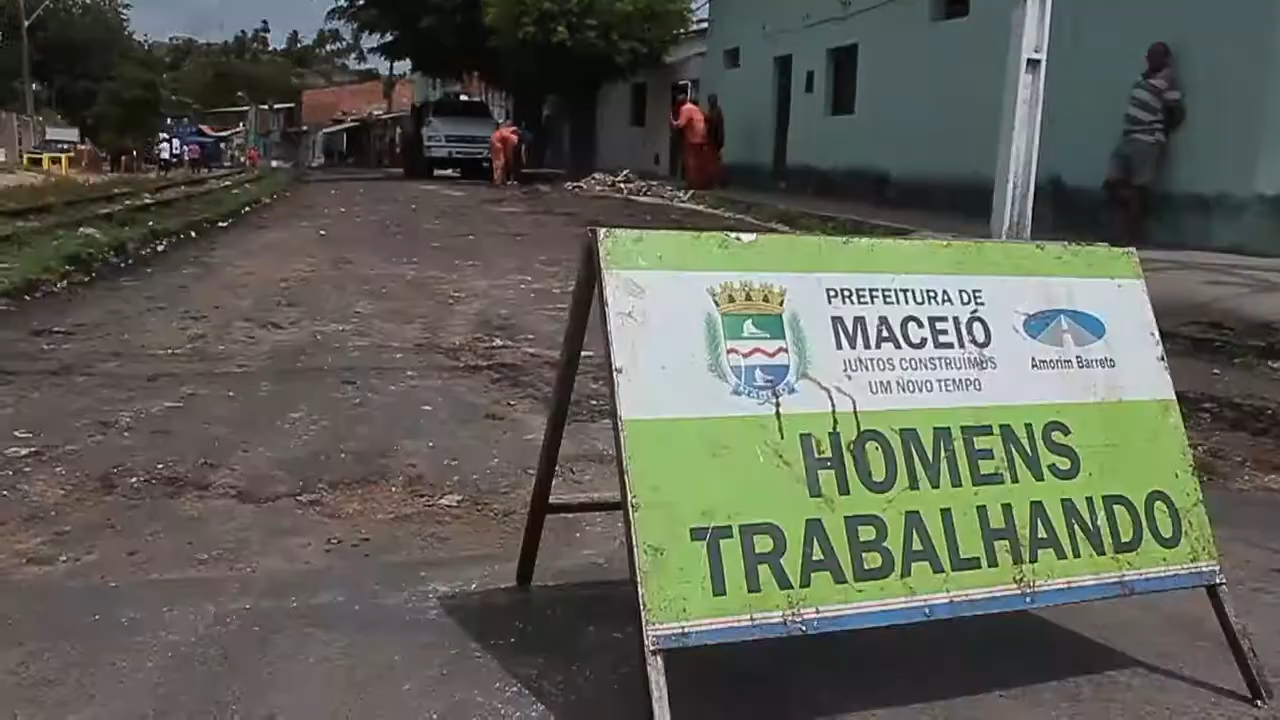 PREFEITURA DE
MACEIÓ
JUNTOS CONSTRUÍMOS
UM NOVO TEMPO
Amorim Barreto
HOMENS
TRABALHANDO